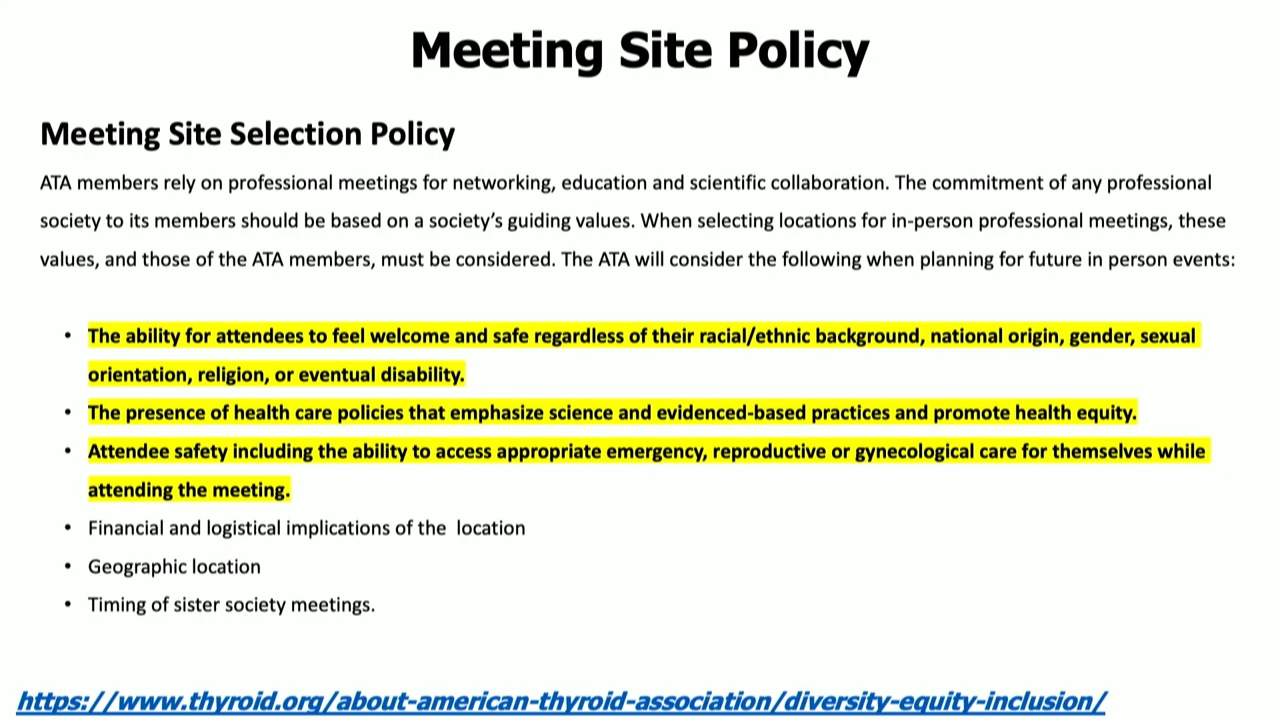 Meeting Site Policy
Meeting Site Selection Policy
ATA members rely on professional meetings for networking, education and scientific collaboration. The commitment of any professional
society to its members should be based on a society’s guiding values. When selecting locations for in-person professional meetings, these
values, and those of the ATA members, must be considered. The ATA will consider the following when planning for future in person events:
• The ability for attendees to feel welcome and safe regardless of their racial/ethnic background, national origin, gender, sexual
orientation, religion, or eventual disability.
• The presence of health care policies that emphasize science and evidenced-based practices and promote health equity.
• Attendee safety including the ability to access appropriate emergency, reproductive or gynecological care for themselves while
attending the meeting.
• Financial and logistical implications of the  location
• Geographic location
• Timing of sister society meetings.
https://www.thyroid.org/about-american-thyroid-association/diversity-equity-inclusion/